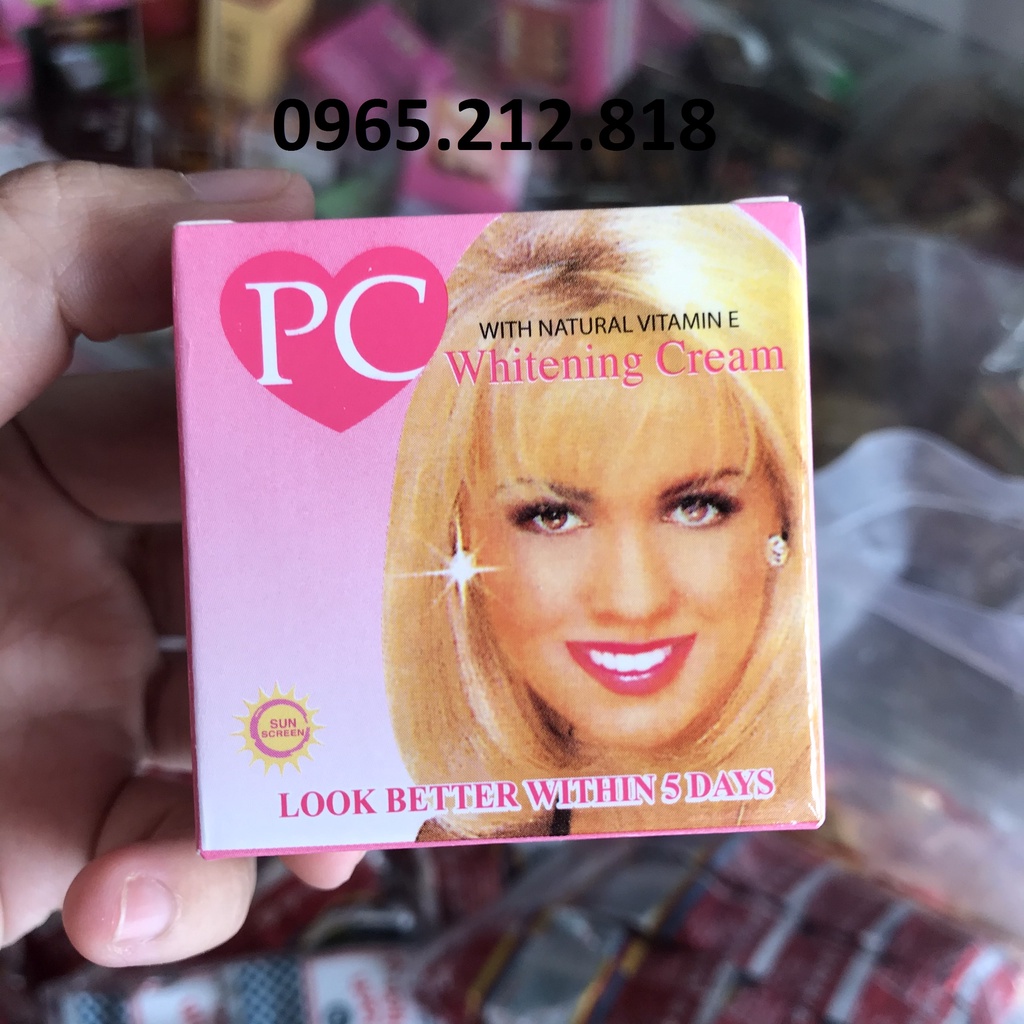 0965.212.818
PC
WITH NATURAL VITAMIN E
Whitening Cream
SUN
SCREEN
LOOK BETTER WITHIN 5 DAYS